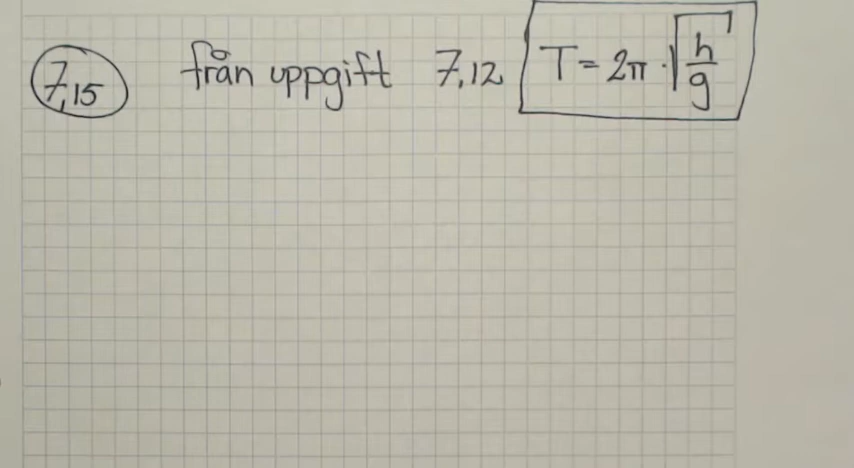 7,15 från uppgift 7,12 T = 2π · √h/g